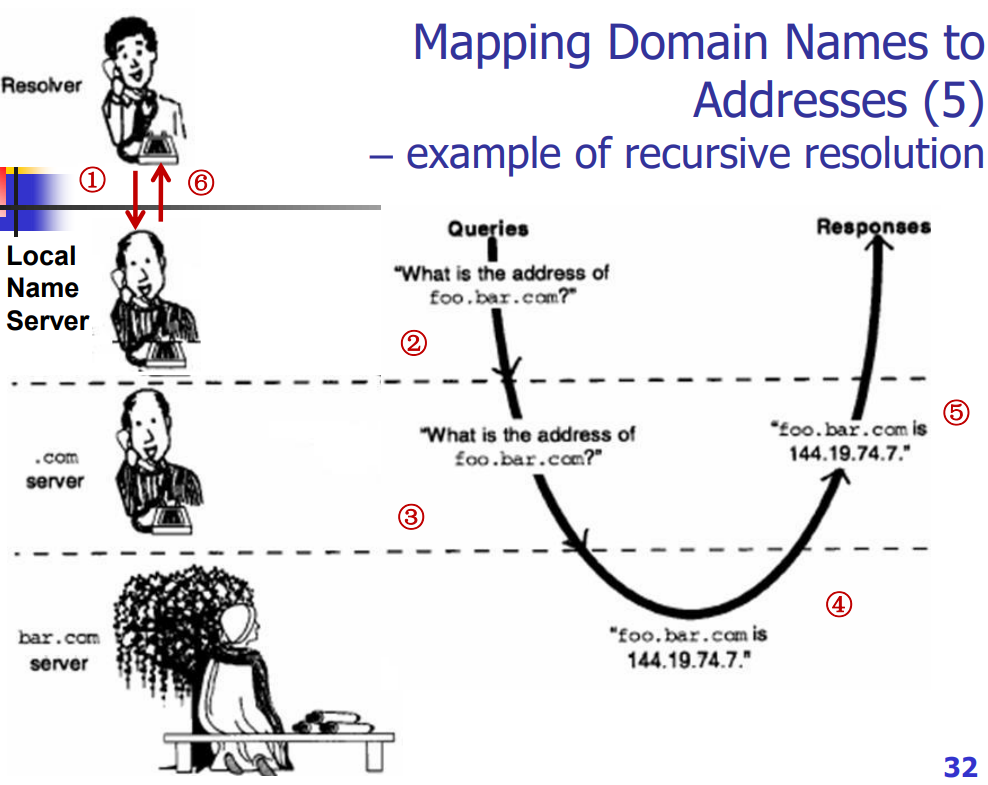 Mapping Domain Names to
Addresses (5)
– example of recursive resolution
Resolver
① ⑥
Local
Name
Server
Queries
Responses
"What is the address of
foo.bar.com?"
②
⑤
.com
server
"What is the address of
foo.bar.com?"
"foo.bar.com is
144.19.74.7."
③
④
bar.com
server
"foo.bar.com is
144.19.74.7."
32